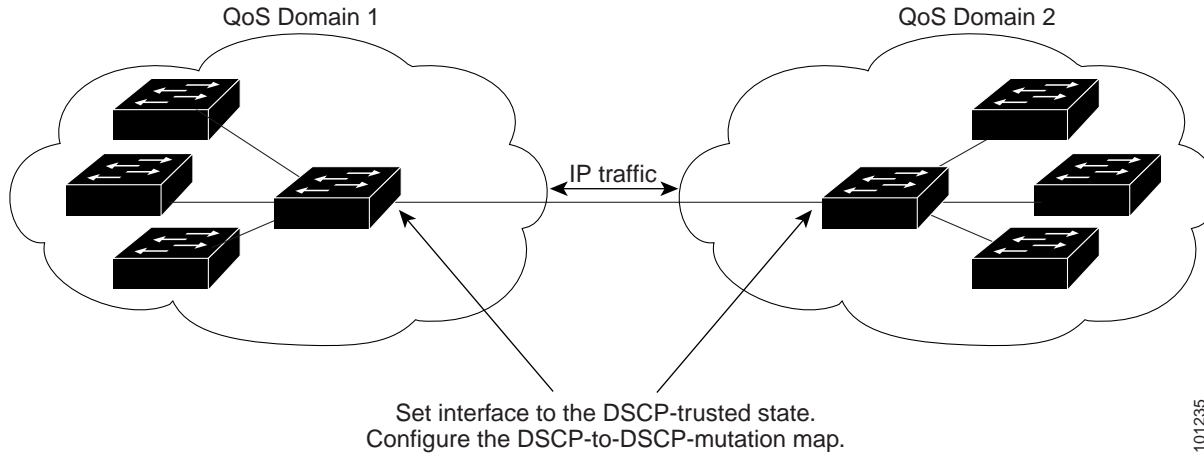 QoS Domain 1
QoS Domain 2
IP traffic
Set interface to the DSCP-trusted state.
Configure the DSCP-to-DSCP-mutation map.
101235